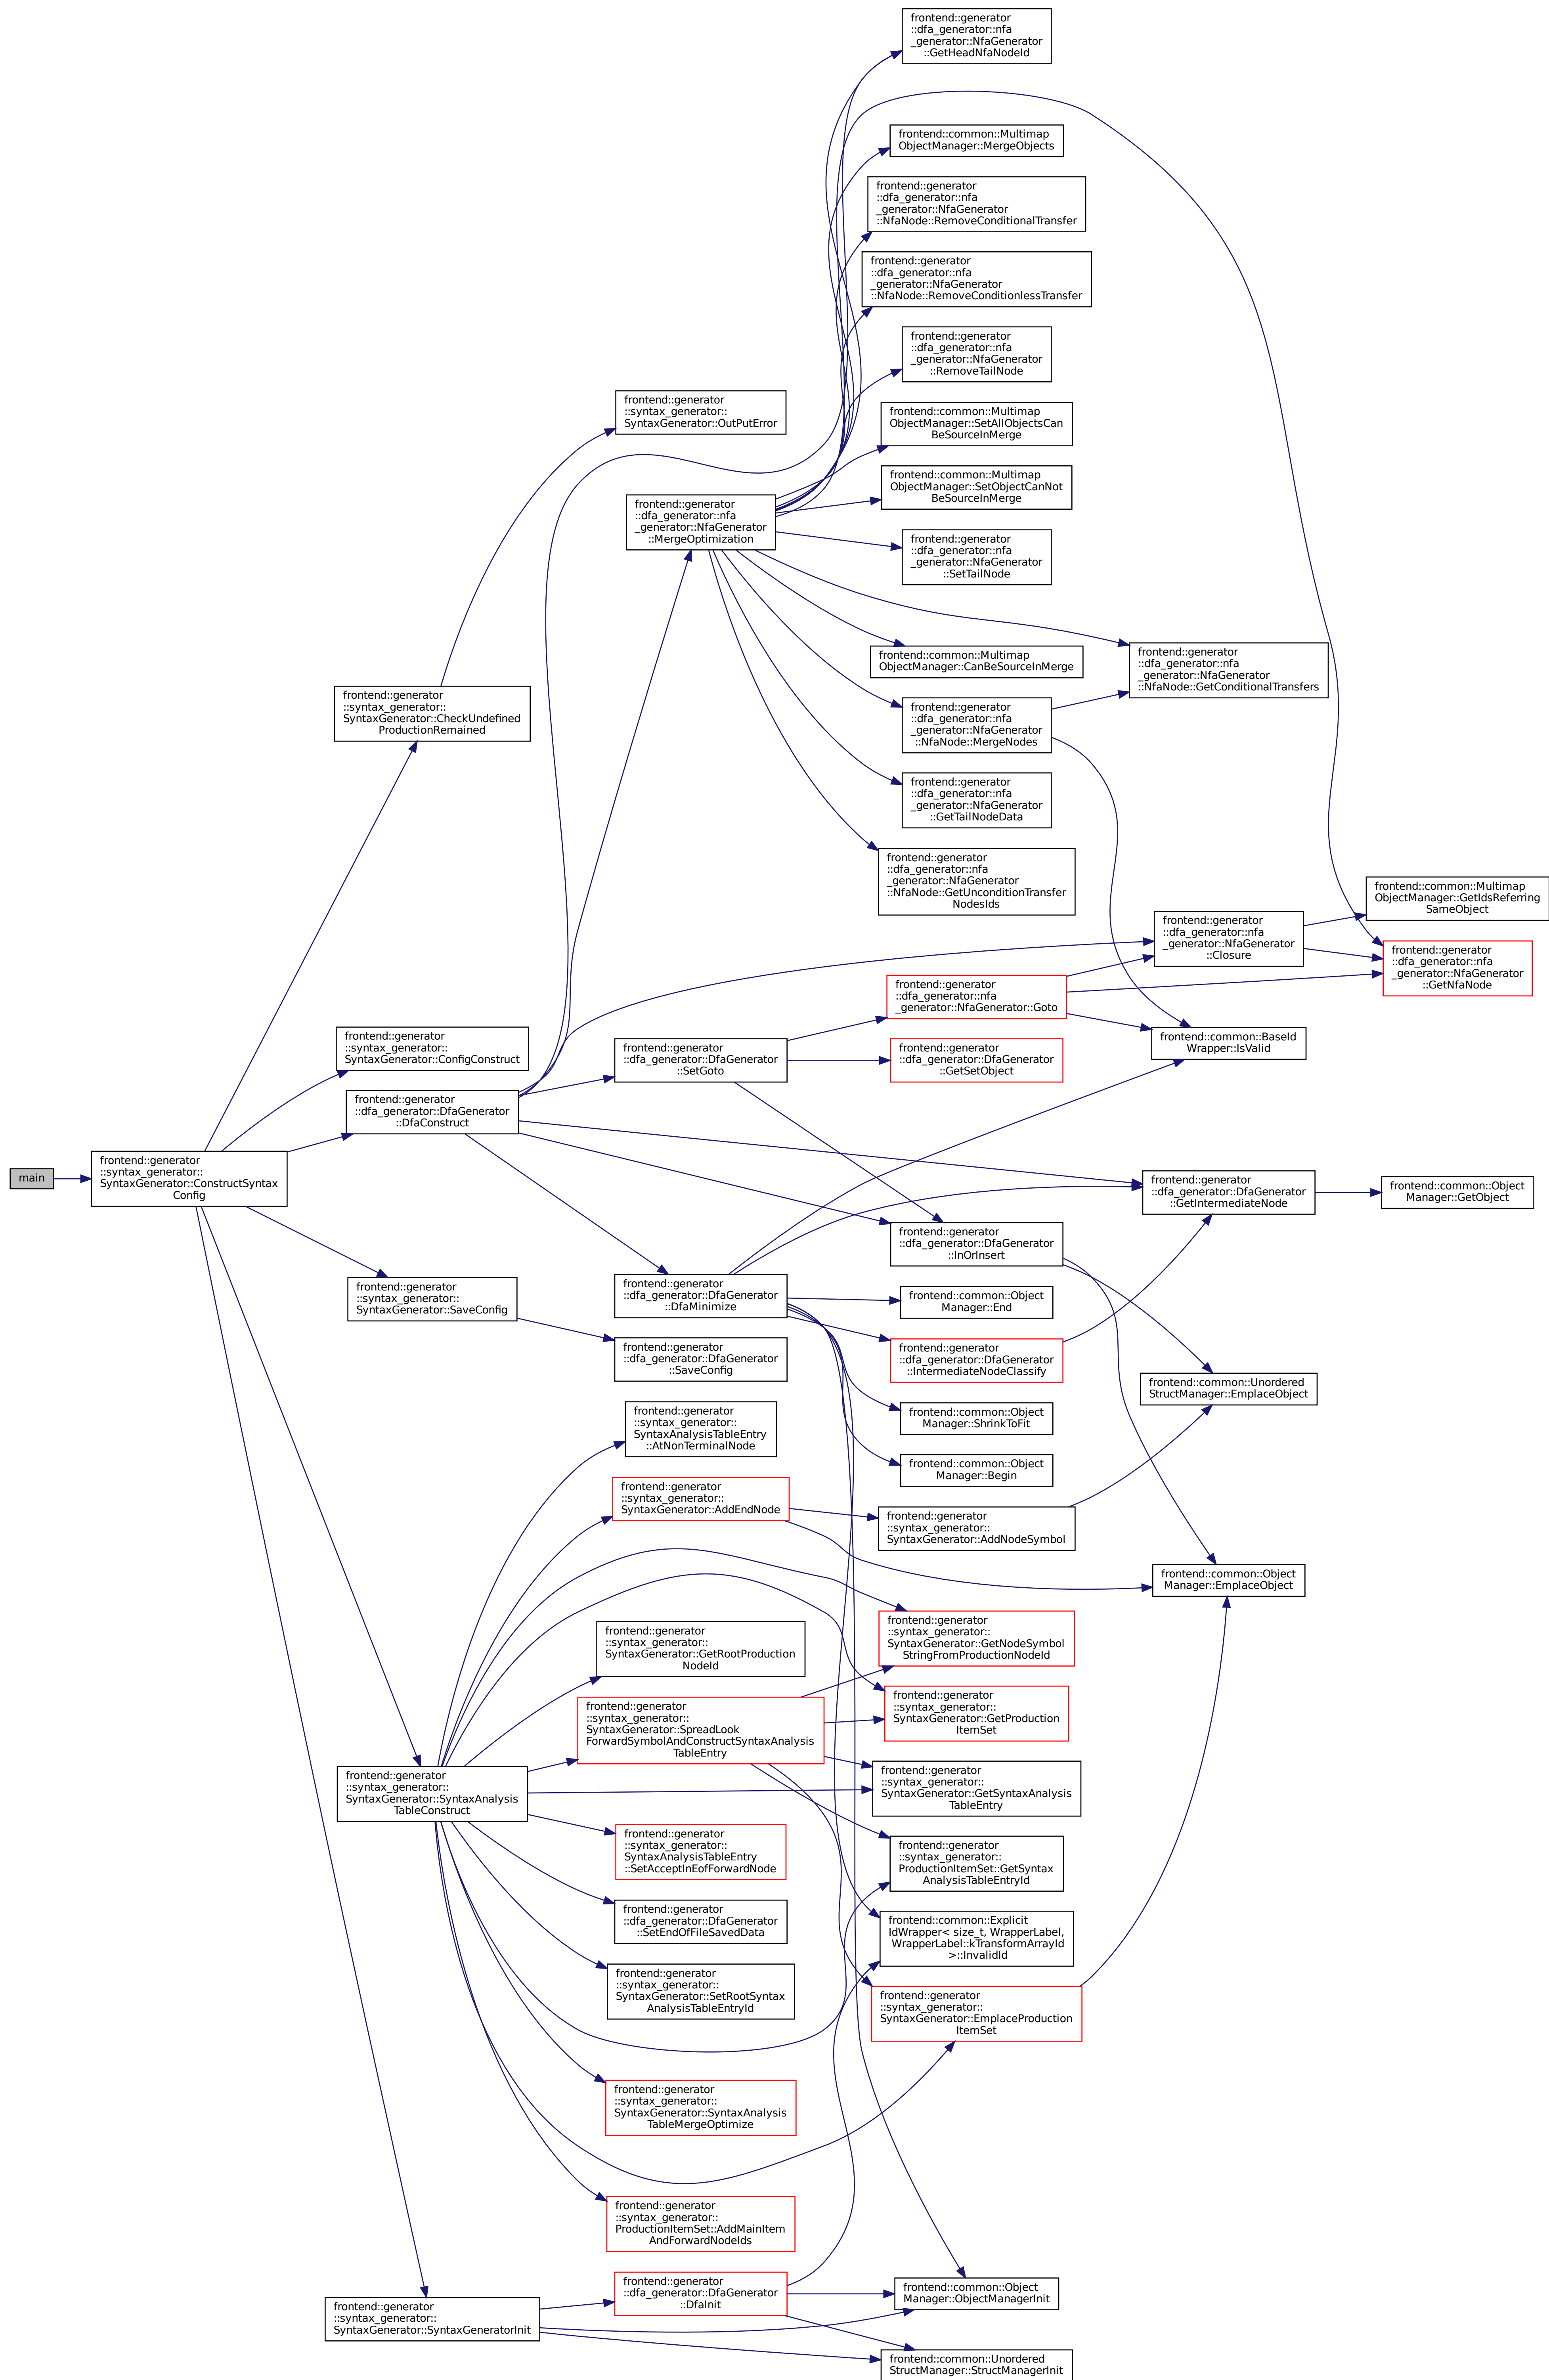 main
frontend::generator
::syntax_generator::
SyntaxGenerator::ConstructSyntax
Config
frontend::generator
::syntax_generator::
SyntaxGenerator::CheckUndefined
ProductionRemained
frontend::generator
::syntax_generator::
SyntaxGenerator::ConfigConstruct
frontend::generator
::dfa_generator::DfaGenerator
::DfaConstruct
frontend::generator
::syntax_generator::
SyntaxGenerator::SaveConfig
frontend::generator
::syntax_generator::
SyntaxGenerator::SyntaxAnalysis
TableConstruct
frontend::generator
::syntax_generator::
SyntaxGenerator::SyntaxGeneratorInit
frontend::generator
::syntax_generator::
SyntaxGenerator::OutPutError
frontend::generator
::dfa_generator::nfa
_generator::NfaGenerator
::MergeOptimization
frontend::generator
::dfa_generator::DfaGenerator
::SetGoto
frontend::generator
::dfa_generator::DfaGenerator
::DfaMinimize
frontend::generator
::dfa_generator::DfaGenerator
::SaveConfig
frontend::generator
::syntax_generator::
SyntaxAnalysisTableEntry
::AtNonTerminalNode
frontend::generator
::syntax_generator::
SyntaxGenerator::AddEndNode
frontend::generator
::syntax_generator::
SyntaxGenerator::GetRootProduction
NodeId
frontend::generator
::syntax_generator::
SyntaxGenerator::SpreadLook
ForwardSymbolAndConstructSyntaxAnalysis
TableEntry
frontend::generator
::syntax_generator::
SyntaxAnalysisTableEntry
::SetAcceptInEofForwardNode
frontend::generator
::dfa_generator::DfaGenerator
::SetEndOfFileSavedData
frontend::generator
::syntax_generator::
SyntaxGenerator::SetRootSyntax
AnalysisTableEntryId
frontend::generator
::syntax_generator::
SyntaxGenerator::SyntaxAnalysis
TableMergeOptimize
frontend::generator
::syntax_generator::
ProductionItemSet::AddMainItem
AndForwardNodeIds
frontend::generator
::dfa_generator::DfaGenerator
::DfaInit
frontend::generator
::dfa_generator::nfa
_generator::NfaGenerator
::GetHeadNfaNodeId
frontend::common::Multimap
ObjectManager::MergeObjects
frontend::generator
::dfa_generator::nfa
_generator::NfaGenerator
::NfaNode::RemoveConditionalTransfer
frontend::generator
::dfa_generator::nfa
_generator::NfaGenerator
::NfaNode::RemoveConditionlessTransfer
frontend::generator
::dfa_generator::nfa
_generator::NfaGenerator
::RemoveTailNode
frontend::common::Multimap
ObjectManager::SetAllObjectsCan
BeSourceInMerge
frontend::common::Multimap
ObjectManager::SetObjectCanNot
BeSourceInMerge
frontend::generator
::dfa_generator::nfa
_generator::NfaGenerator
::SetTailNode
frontend::common::Multimap
ObjectManager::CanBeSourceInMerge
frontend::generator
::dfa_generator::nfa
_generator::NfaGenerator
::NfaNode::MergeNodes
frontend::generator
::dfa_generator::nfa
_generator::NfaGenerator
::GetTailNodeData
frontend::generator
::dfa_generator::nfa
_generator::NfaGenerator
::NfaNode::GetUnconditionTransfer
NodesIds
frontend::generator
::dfa_generator::nfa
_generator::NfaGenerator::Goto
frontend::generator
::dfa_generator::DfaGenerator
::GetSetObject
frontend::generator
::dfa_generator::DfaGenerator
::InOrInsert
frontend::common::Object
Manager::End
frontend::generator
::dfa_generator::DfaGenerator
::IntermediateNodeClassify
frontend::common::Object
Manager::ShrinkToFit
frontend::common::Object
Manager::Begin
frontend::generator
::syntax_generator::
SyntaxGenerator::AddNodeSymbol
frontend::generator
::syntax_generator::
SyntaxGenerator::GetNodeSymbol
StringFromProductionNodeId
frontend::generator
::syntax_generator::
SyntaxGenerator::GetProduction
ItemSet
frontend::generator
::syntax_generator::
SyntaxGenerator::GetSyntaxAnalysis
TableEntry
frontend::generator
::syntax_generator::
ProductionItemSet::GetSyntax
AnalysisTableEntryId
frontend::common::Explicit
IdWrapper< size_t, WrapperLabel,
WrapperLabel::kTransformArrayId
>::InvalidId
frontend::generator
::syntax_generator::
SyntaxGenerator::EmplaceProduction
ItemSet
frontend::common::Object
Manager::ObjectManagerInit
frontend::common::Unordered
StructManager::StructManagerInit
frontend::generator
::dfa_generator::nfa
_generator::NfaGenerator
::NfaNode::GetConditionalTransfers
frontend::generator
::dfa_generator::nfa
_generator::NfaGenerator
::Closure
frontend::common::BaseId
Wrapper::IsValid
frontend::generator
::dfa_generator::DfaGenerator
::GetIntermediateNode
frontend::common::Unordered
StructManager::EmplaceObject
frontend::common::Object
Manager::EmplaceObject
frontend::common::Multimap
ObjectManager::GetIdsReferring
SameObject
frontend::generator
::dfa_generator::nfa
_generator::NfaGenerator
::GetNfaNode
frontend::common::Object
Manager::GetObject